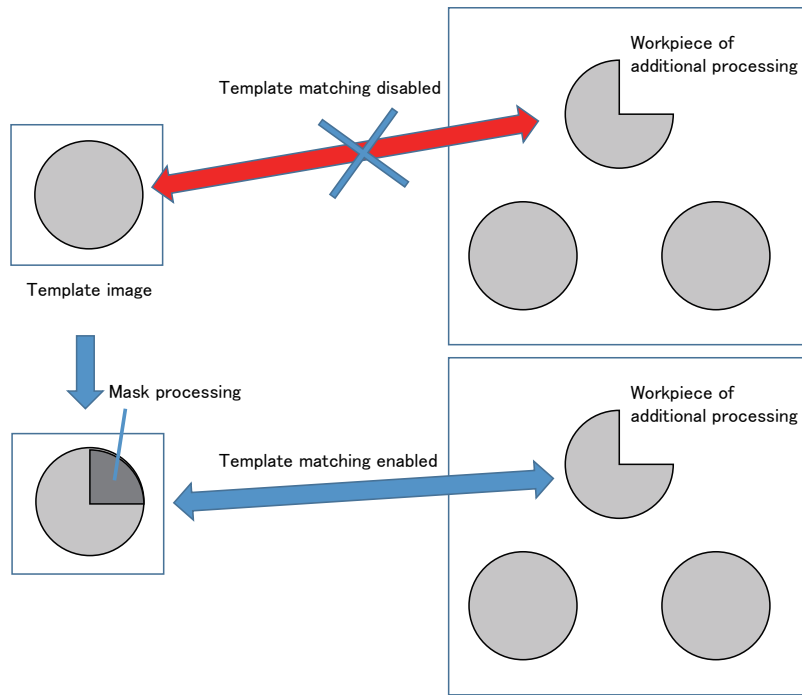 Workpiece of
additional processing
Template matching disabled
Template image
Mask processing
Workpiece of
additional processing
Template matching enabled